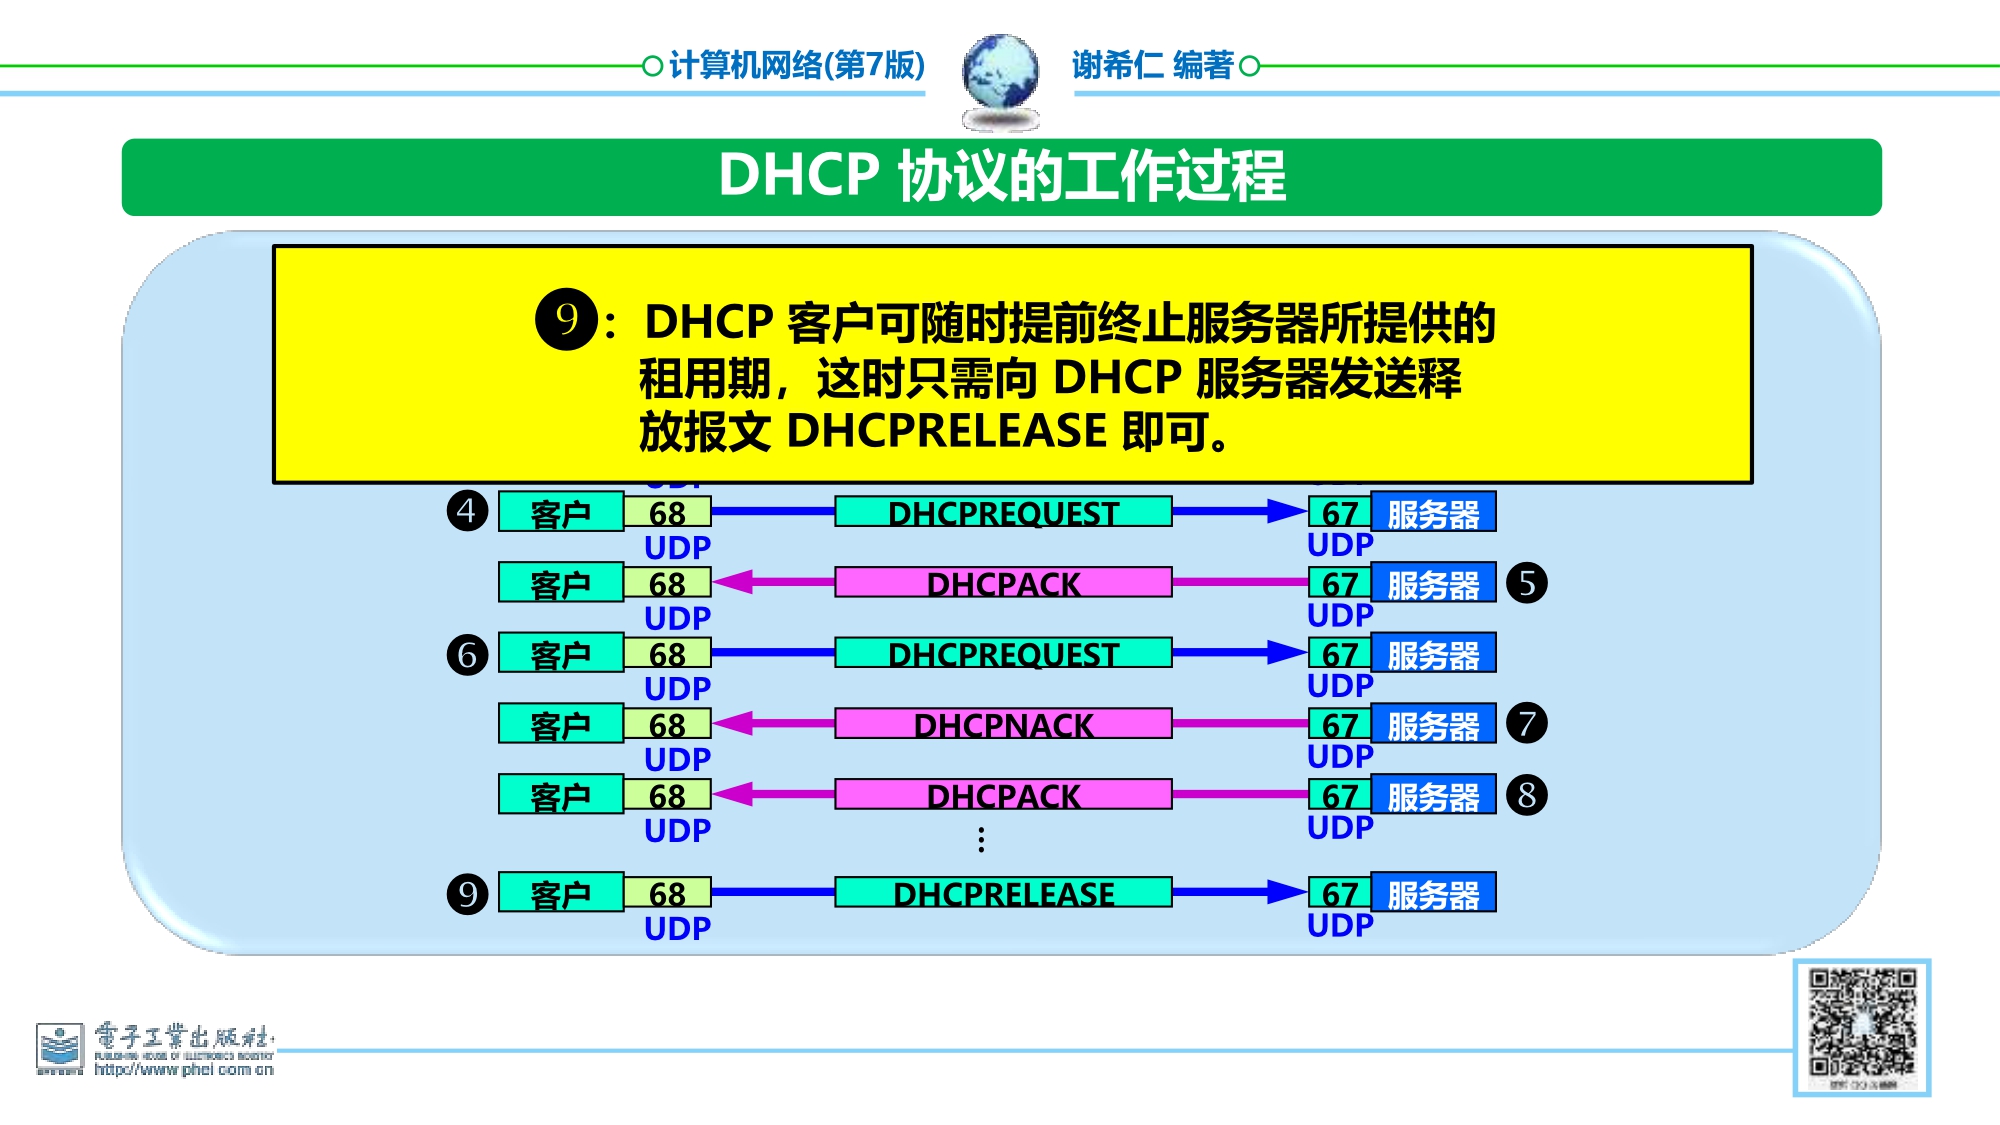 计算机网络(第7版) 谢希仁 编著
DHCP 协议的工作过程
❾：DHCP 客户可随时提前终止服务器所提供的
租用期，这时只需向 DHCP 服务器发送释
放报文 DHCPRELEASE 即可。
❹ 客户 68 DHCPREQUEST 67 服务器
UDP UDP
客户 68 DHCPACK 67 服务器 ❺
UDP UDP
❻ 客户 68 DHCPREQUEST 67 服务器
UDP UDP
客户 68 DHCPNACK 67 服务器 ❼
UDP UDP
客户 68 DHCPACK 67 服务器 ❽
UDP UDP
⋮
❾ 客户 68 DHCPRELEASE 67 服务器
UDP UDP
電子工業出版社
PUBLISHING HOUSE OF ELECTRONICS INDUSTRY
http://www.phei.com.cn